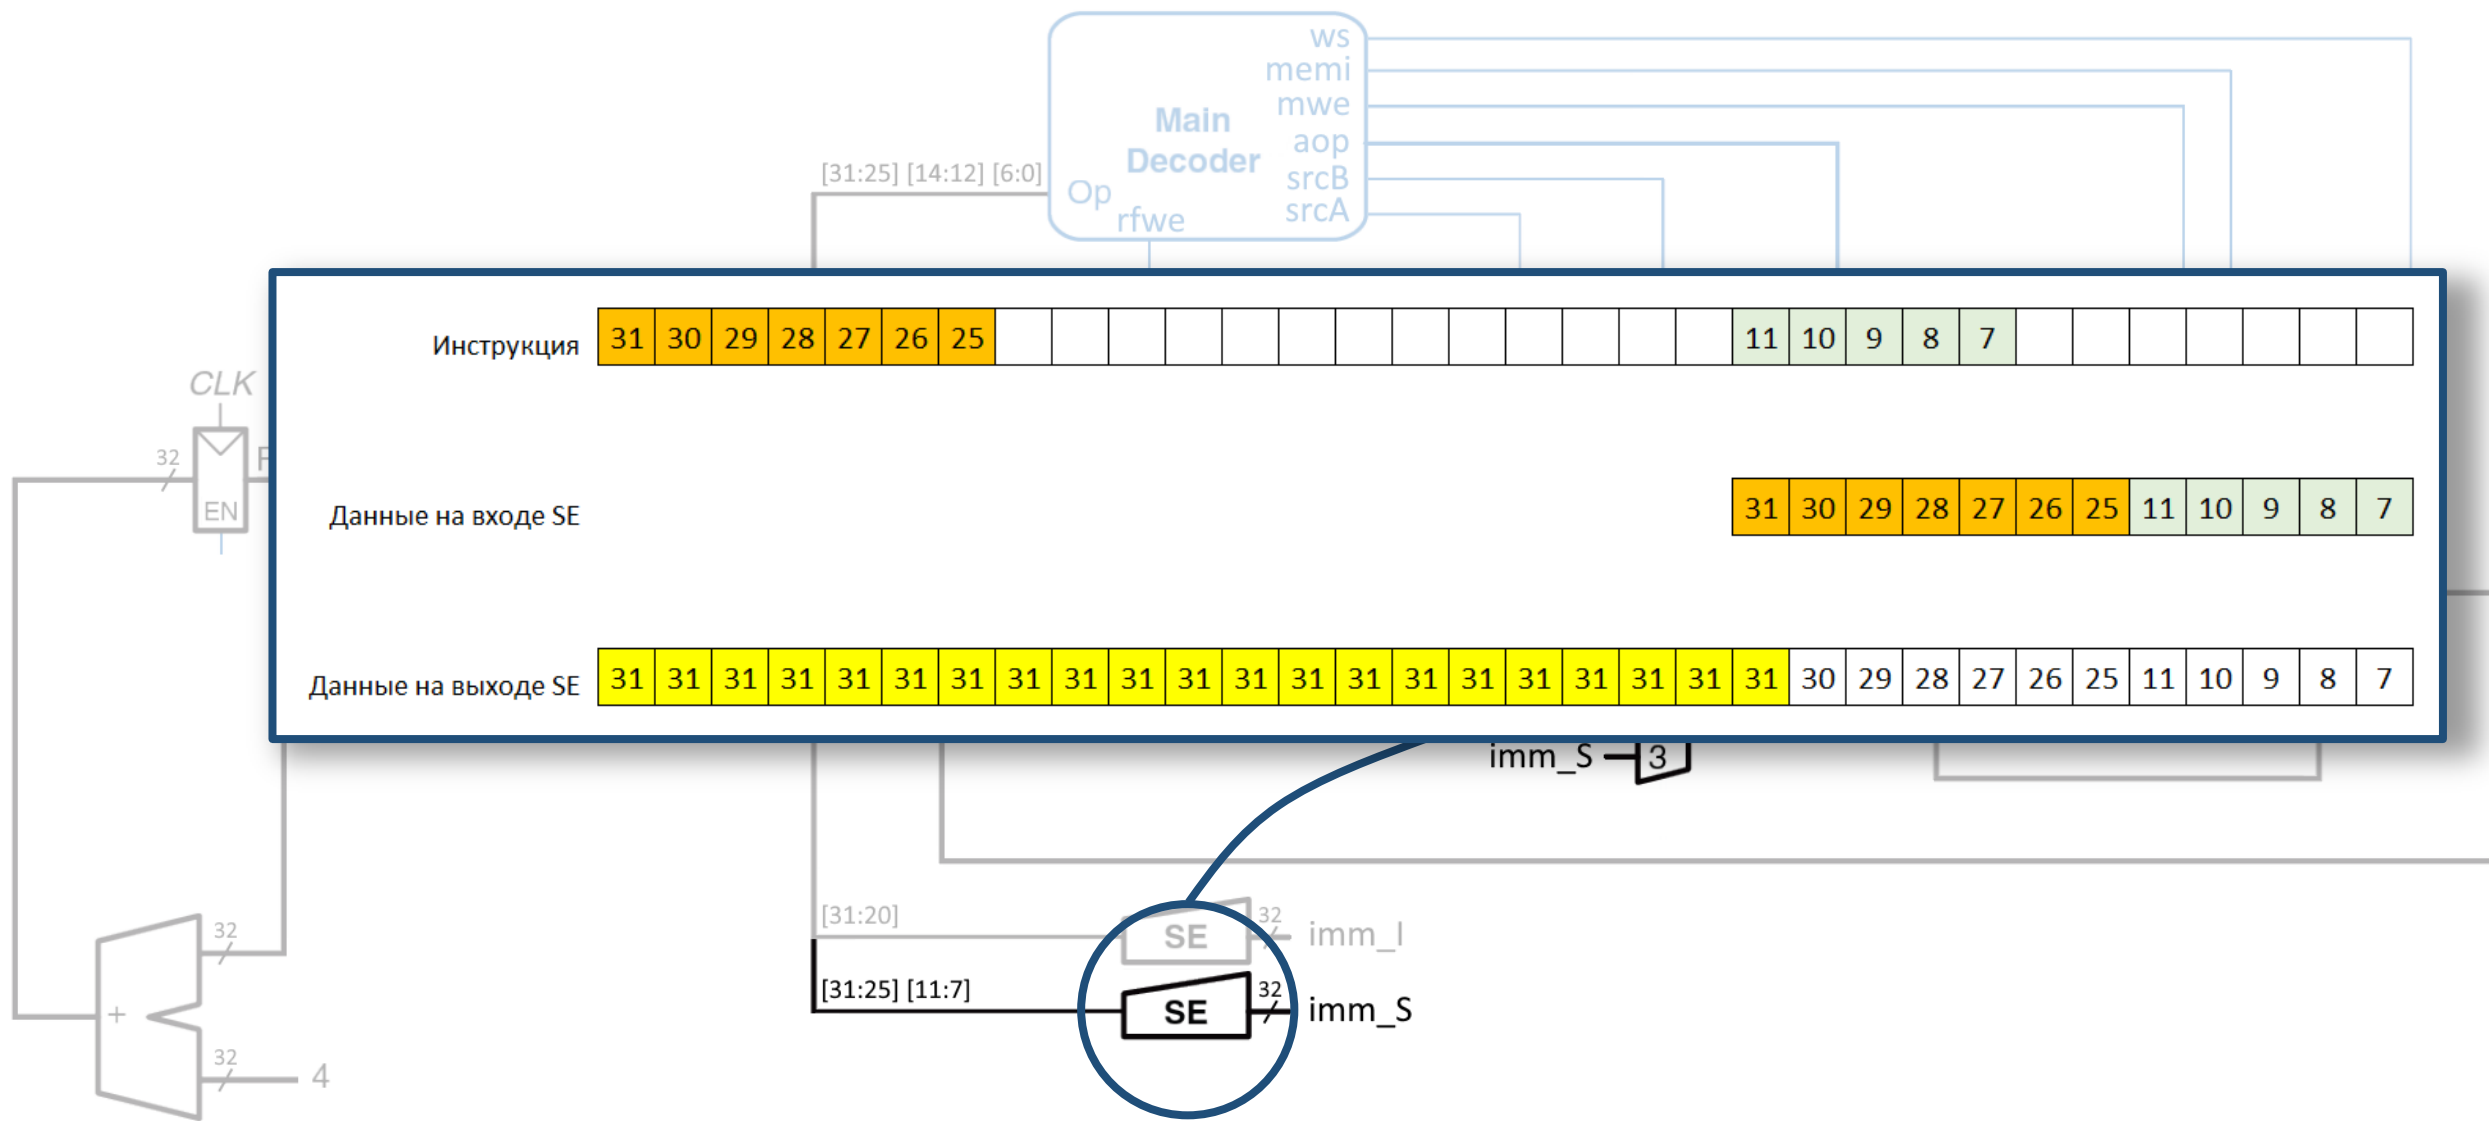 ws
memi
mwe
Main
Decoder
aop
srcB
srcA
[31:25] [14:12] [6:0]
Op
rfwe
Инструкция 31 30 29 28 27 26 25 11 10 9 8 7
CLK
32
EN
Данные на входе SE 31 30 29 28 27 26 25 11 10 9 8 7
Данные на выходе SE 31 31 31 31 31 31 31 31 31 31 31 31 31 31 31 31 31 31 31 31 31 30 29 28 27 26 25 11 10 9 8 7
imm_S 3
[31:20] SE 32 imm_I
32
[31:25] [11:7] SE 32 imm_S
+
32 4